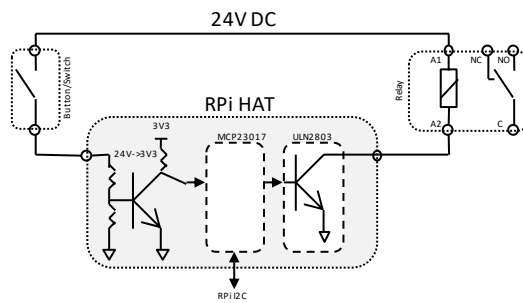 24V DC
Button/Switch
RPi HAT
3V3
24V->3V3
MCP23017
ULN2803
A1
NC
NO
Relay
A2
C
RPi I2C